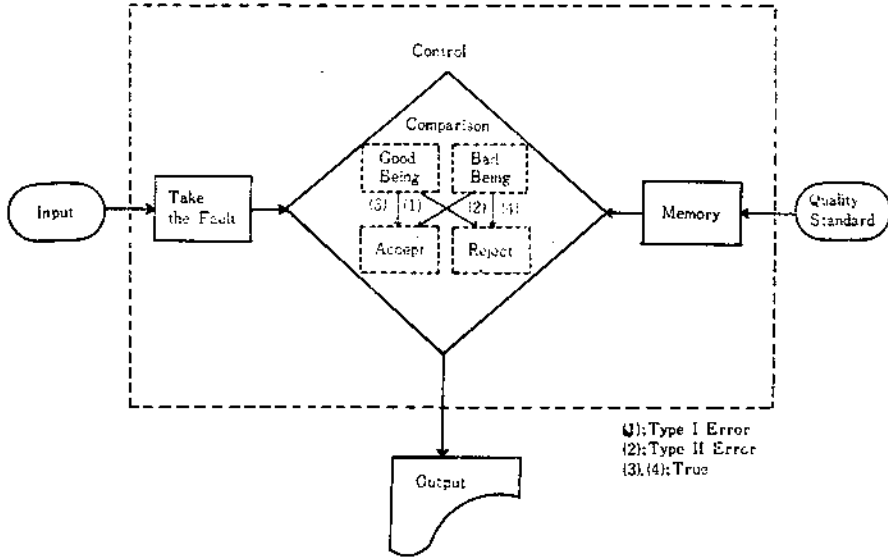 Control
Comparison
Good
Being
Bad
Being
(3)
(1)
(2)
(4)
Accept
Reject
Input
Take
the Fault
Memory
Quality
Standard
Output
(1);Type I Error
(2);Type II Error
(3),(4);True